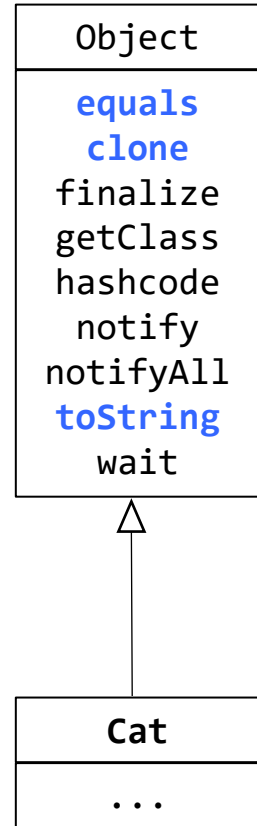 Object
equals
clone
finalize
getClass
hashcode
notify
notifyAll
toString
wait
Cat
...